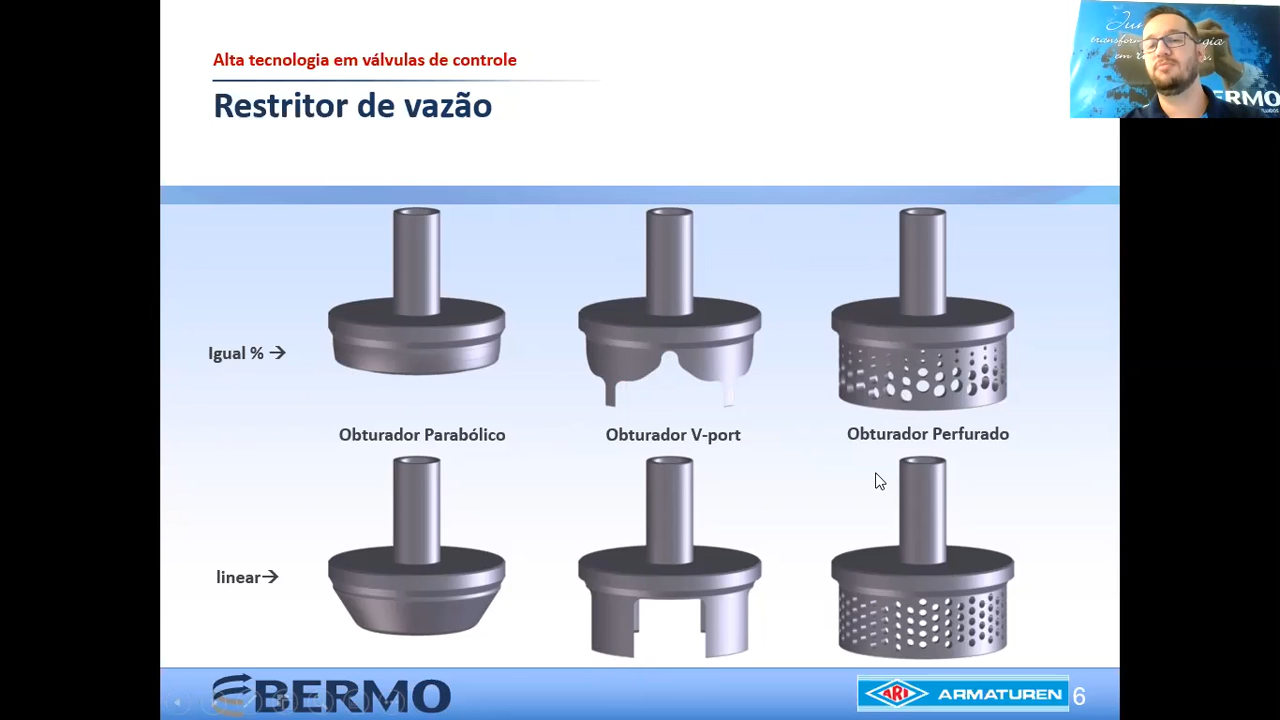 Alta tecnologia em válvulas de controle
Restritor de vazão
ERMO
Igual % →
Obturador Parabólico
Obturador V-port
Obturador Perfurado
linear→
BERMO
ARI ARMATUREN
6